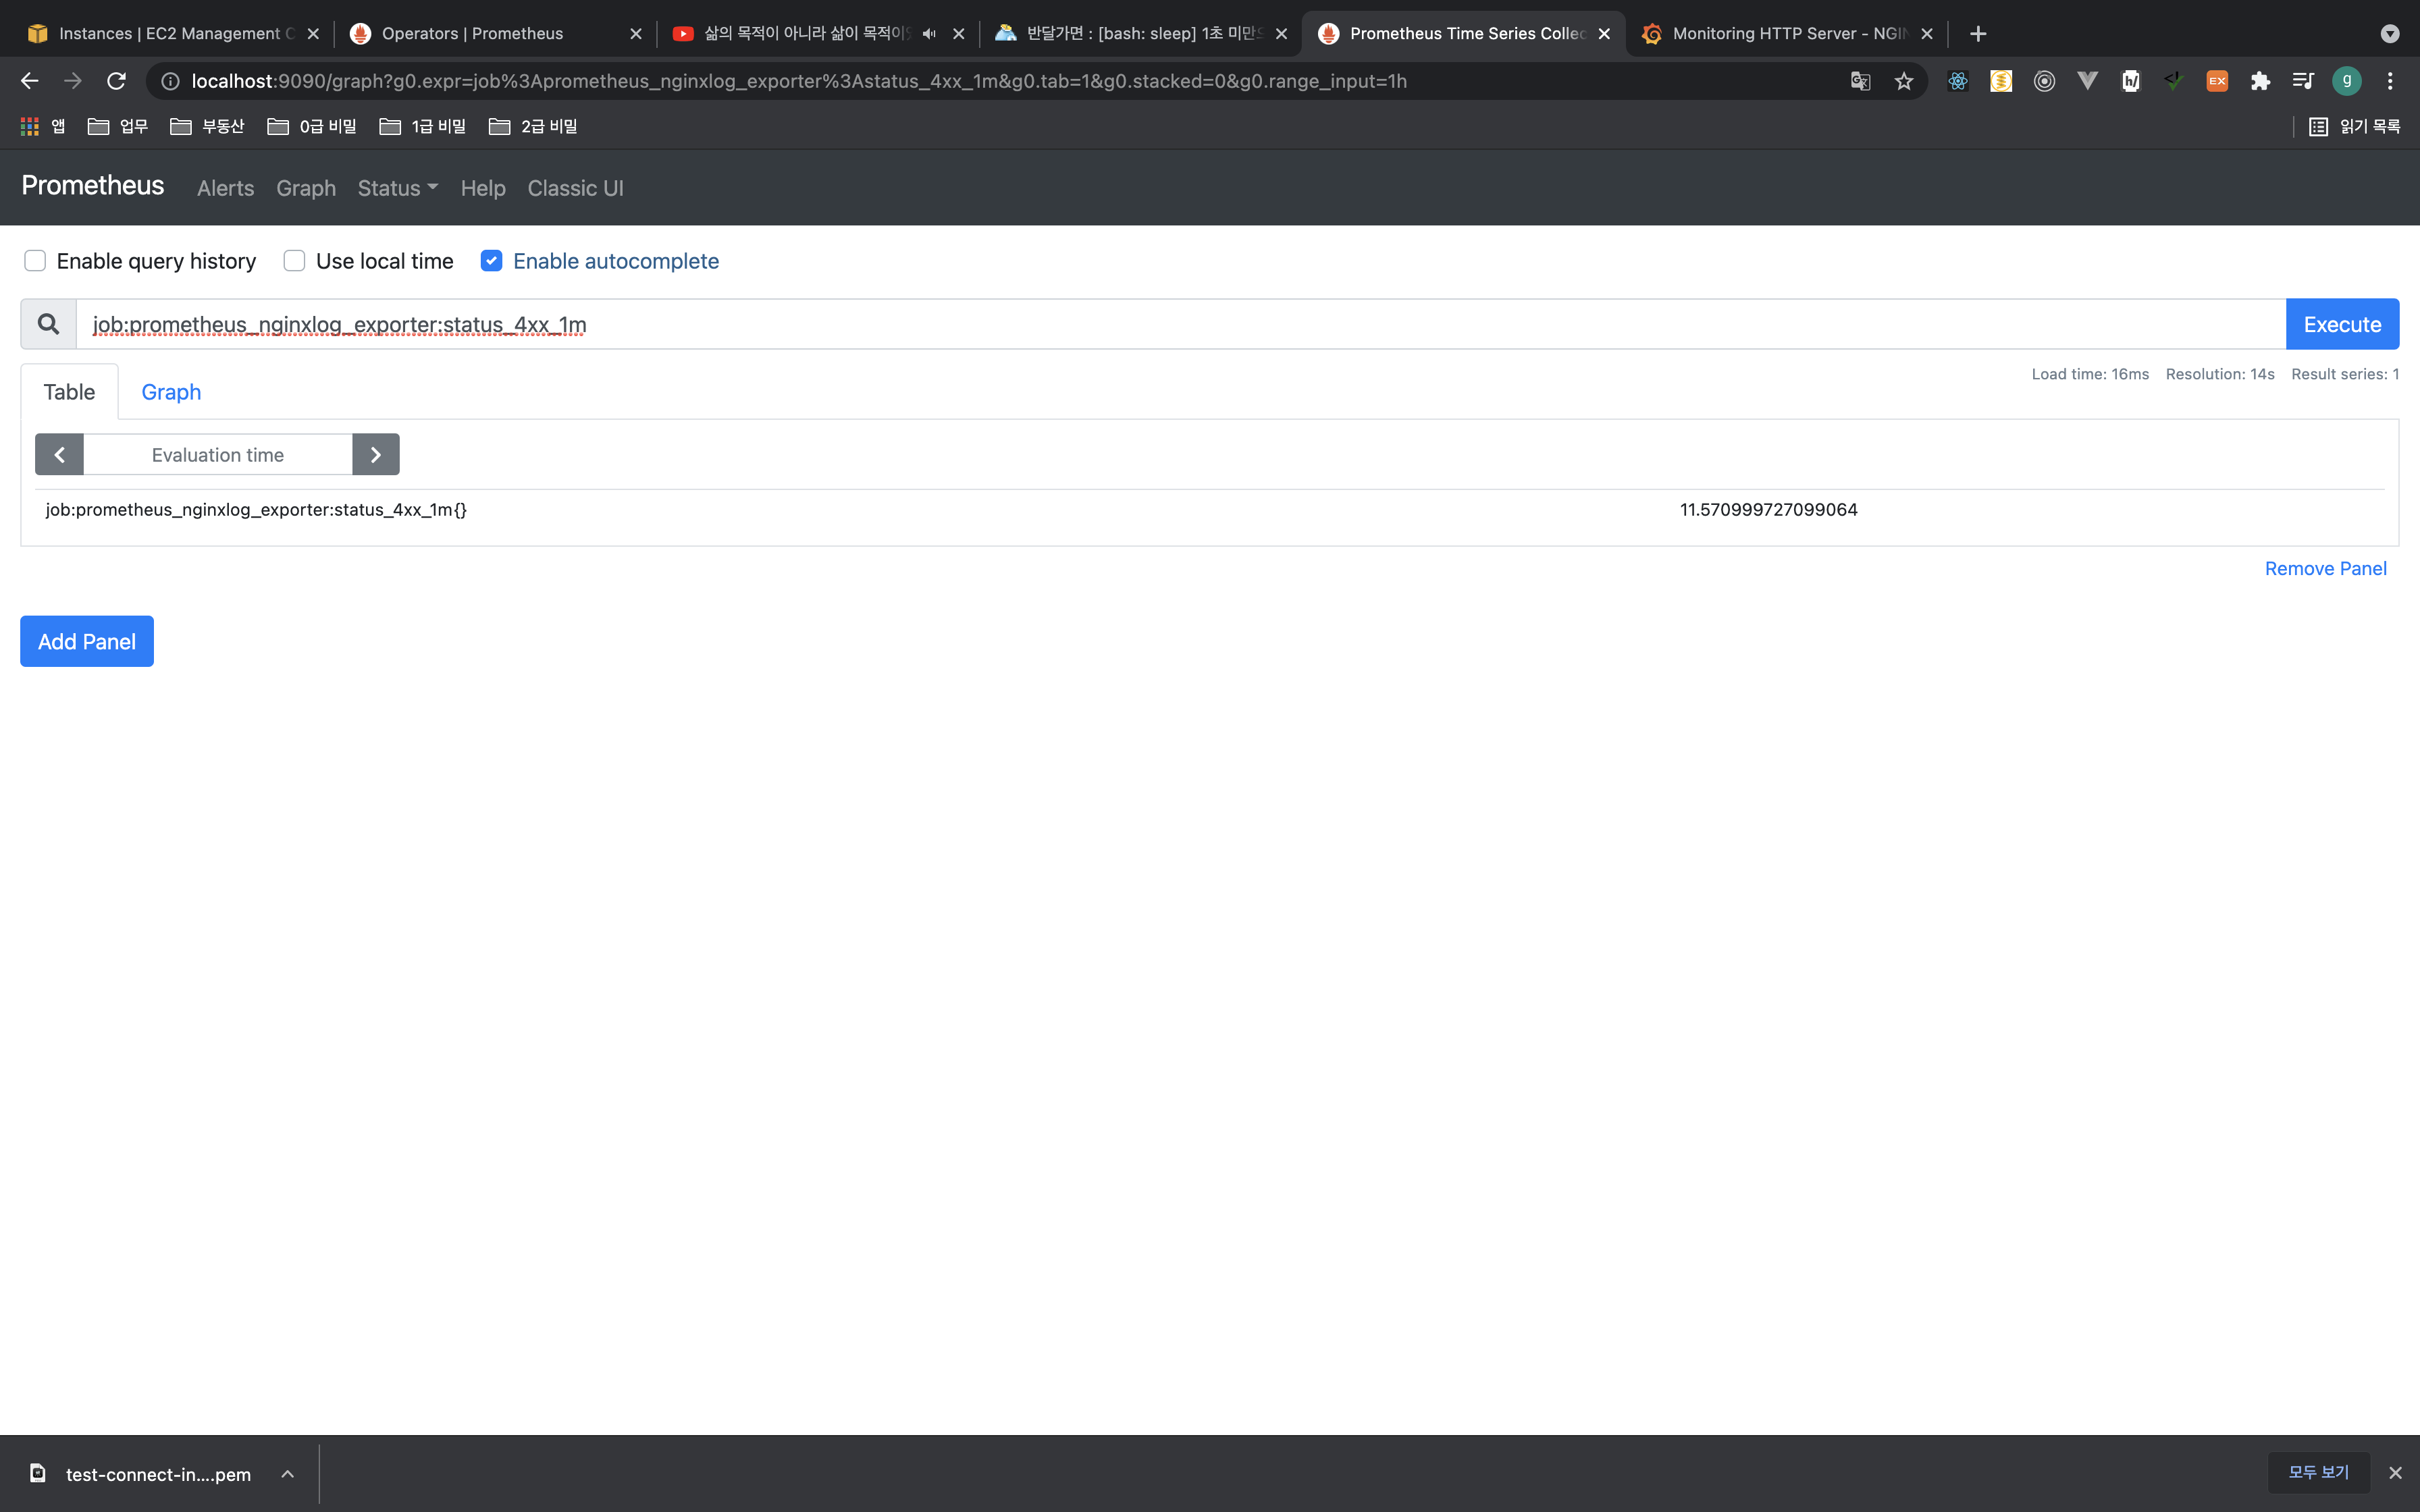 Instances | EC2 Management C
Operators | Prometheus
삶의 목적이 아니라 삶이 목적이
반달가면 : [bash: sleep] 1초 미만
Prometheus Time Series Collec
Monitoring HTTP Server - NGIN
localhost:9090/graph?g0.expr=job%3Aprometheus_nginxlog_exporter%3Astatus_4xx_1m&g0.tab=1&g0.stacked=0&g0.range_input=1h
EX
g
앱 업무 부동산 0급 비밀 1급 비밀 2급 비밀 읽기 목록
Prometheus Alerts Graph Status Help Classic UI
Enable query history Use local time Enable autocomplete
job:prometheus_nginxlog_exporter:status_4xx_1m Execute
Table Graph
Load time: 16ms Resolution: 14s Result series: 1
Evaluation time
job:prometheus_nginxlog_exporter:status_4xx_1m{} 11.570999727099064
Remove Panel
Add Panel
test-connect-in....pem
모두 보기